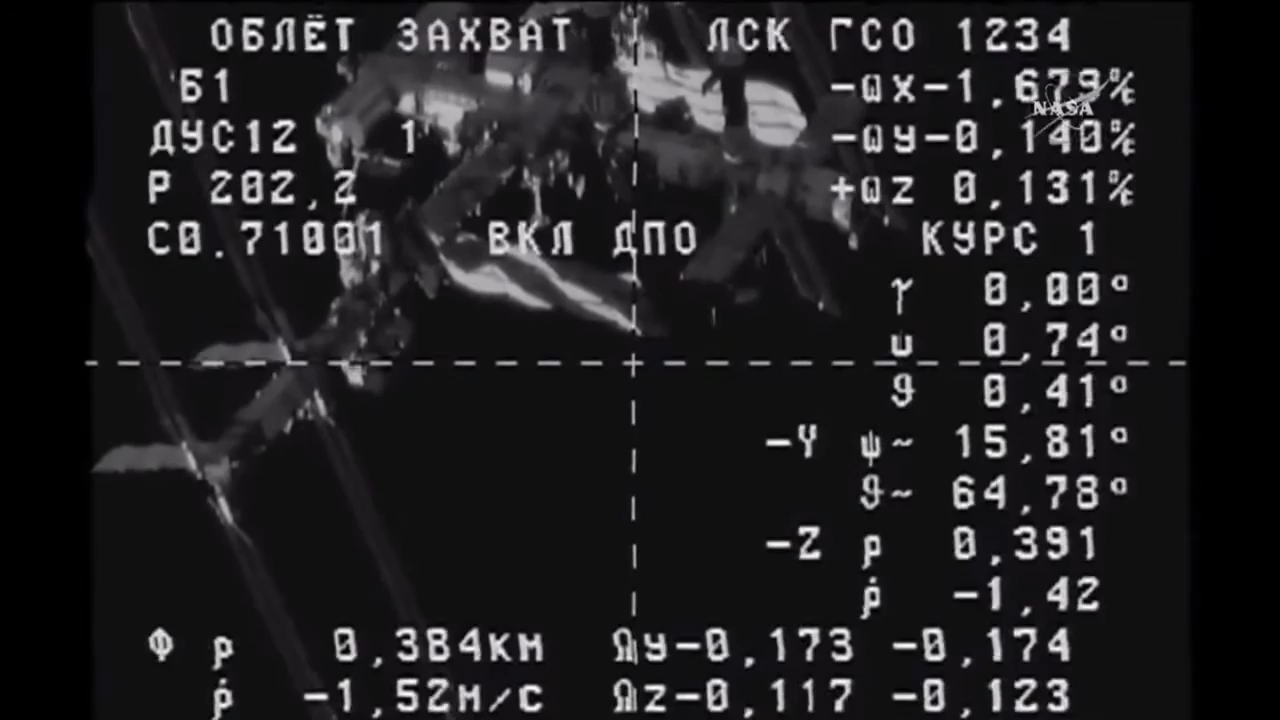 ОБЛЁТ ЗАХВАТ ЛСК ГСО 1234
Б1 -ωX-1,679°/с
NASA
ДУС12 1 -ωУ-0,140°/с
Р 202,2 +ωZ 0,131°/с
С0.71001 ВКЛ ДПО КУРС 1
γ 0,00°
ψ 0,74°
ϑ 0,41°
-Y ψ~ 15,81°
ϑ~ 64,78°
-Z ρ 0,391
ρ̇ -1,42
Ф ρ 0,384км Ωу-0,173 -0,174
ρ̇ -1,52м/с Ωz-0,117 -0,123